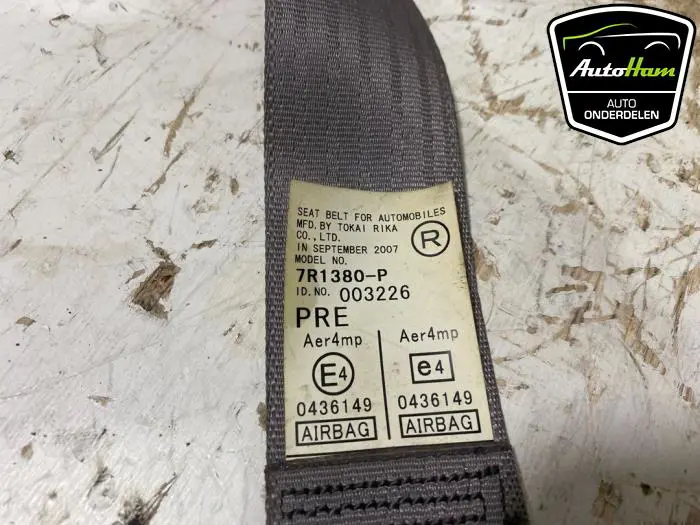 AutoHam
AUTO
ONDERDELEN
SEAT BELT FOR AUTOMOBILES
MFD. BY TOKAI RIKA
CO., LTD.
IN SEPTEMBER 2007
MODEL NO.
R
7R1380-P
ID. NO. 003226
PRE
Aer4mp Aer4mp
E4 e4
0436149 0436149
AIRBAG AIRBAG